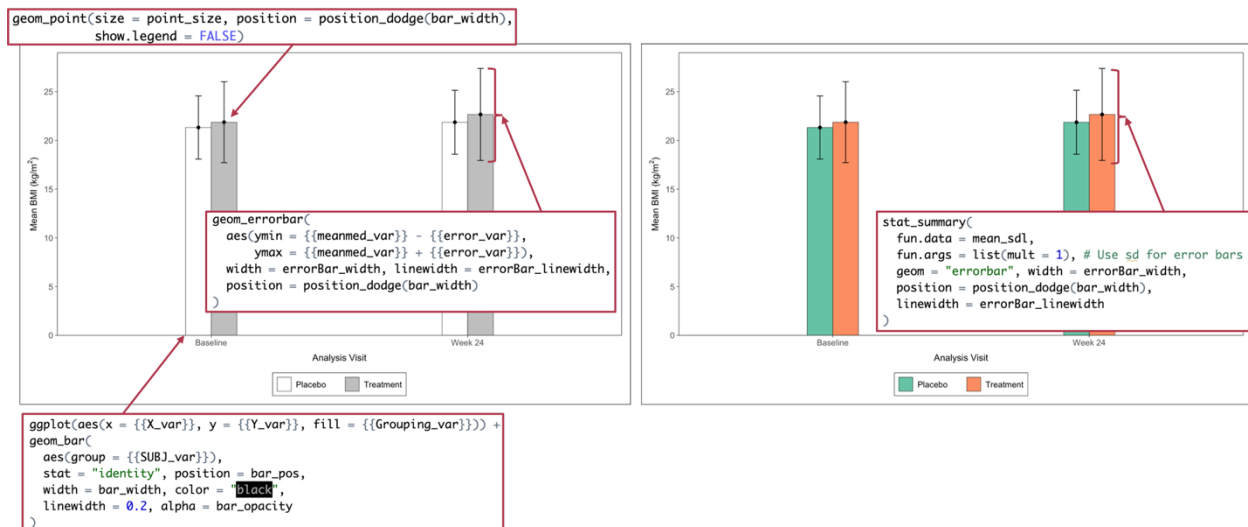 geom_point(size = point_size, position = position_dodge(bar_width),
show.legend = FALSE)
Mean BMI (kg/m²)
25
20
15
10
5
0
geom_errorbar(
aes(ymin = {{meanmed_var}} - {{error_var}},
ymax = {{meanmed_var}} + {{error_var}}),
width = errorBar_width, linewidth = errorBar_linewidth,
position = position_dodge(bar_width)
)
Baseline
Week 24
Analysis Visit
Placebo
Treatment
ggplot(aes(x = {{X_var}}, y = {{Y_var}}, fill = {{Grouping_var}})) +
geom_bar(
aes(group = {{SUBJ_var}}),
stat = "identity", position = bar_pos,
width = bar_width, color = "black",
linewidth = 0.2, alpha = bar_opacity
)
Mean BMI (kg/m²)
25
20
15
10
5
0
stat_summary(
fun.data = mean_sdl,
fun.args = list(mult = 1), # Use sd for error bars
geom = "errorbar", width = errorBar_width,
position = position_dodge(bar_width),
linewidth = errorBar_linewidth
)
Baseline
Week 24
Analysis Visit
Placebo
Treatment